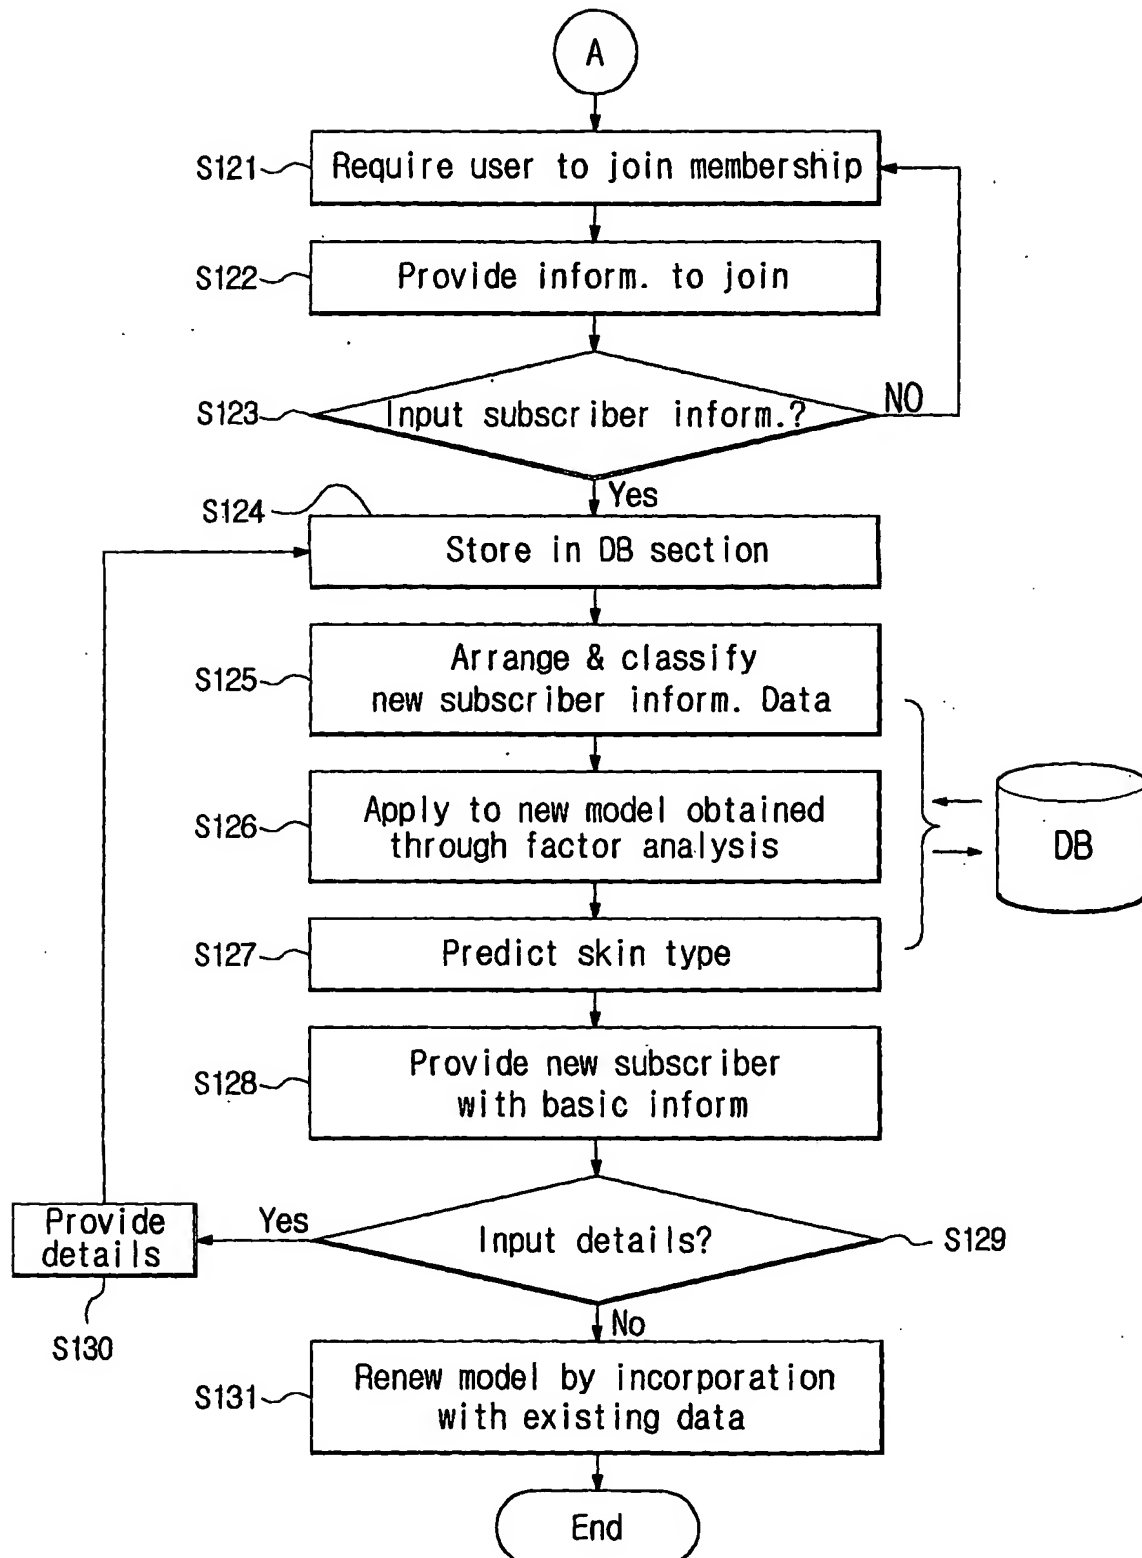 A
S121
Require user to join membership
S122
Provide inform. to join
S123
Input subscriber inform.?
NO
Yes
S124
Store in DB section
S125
Arrange & classify
new subscriber inform. Data
S126
Apply to new model obtained
through factor analysis
DB
S127
Predict skin type
S128
Provide new subscriber
with basic inform
Provide
details
Yes
Input details?
S129
S130
No
S131
Renew model by incorporation
with existing data
End